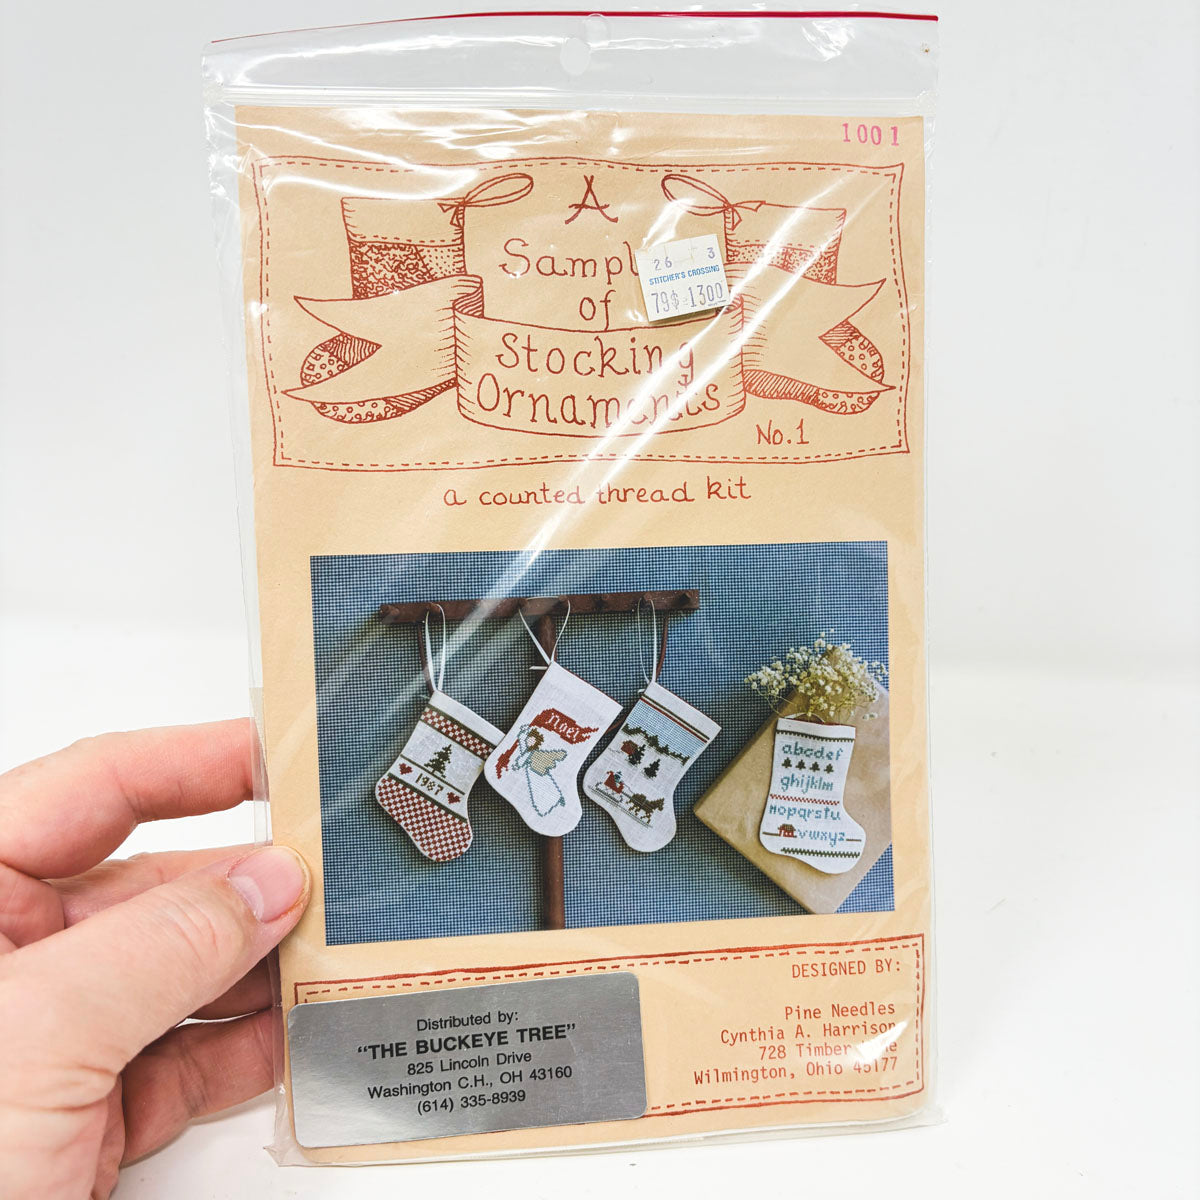 1001
A
Sampl
of
Stocking
Ornaments
No.1
26 3
STITCHER'S CROSSING
79$ 1300
a counted thread kit
Noel
1987
abcdef
ghijklm
nopqrstu
vwxyz
DESIGNED BY:
Pine Needles
Cynthia A. Harrison
728 Timber
Wilmington, Ohio 45177
Distributed by:
"THE BUCKEYE TREE"
825 Lincoln Drive
Washington C.H., OH 43160
(614) 335-8939